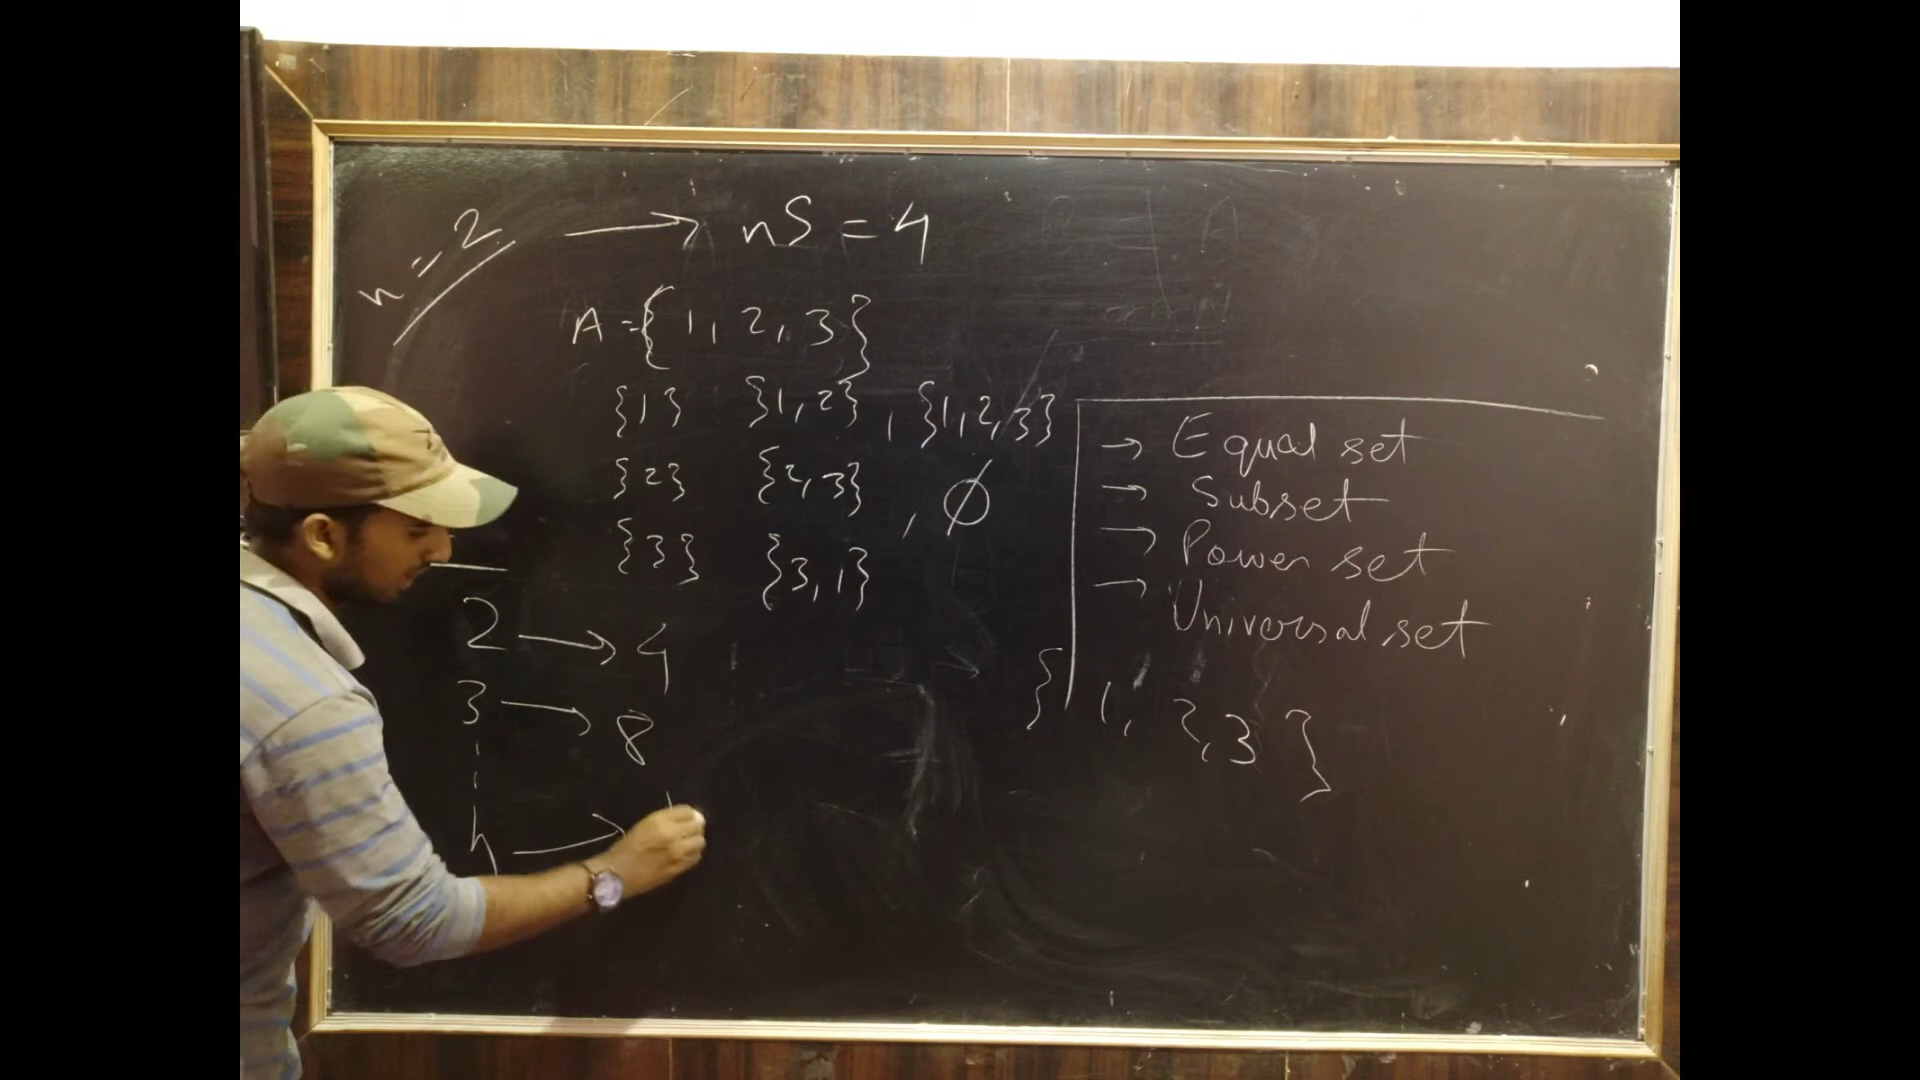 n = 2 → nS = 4
A = {1, 2, 3}
{1} {1, 2} , {1, 2, 3}
{2} {2, 3} , ∅
{3} {3, 1}
2 → 4
3 → 8
n →
→ Equal set
→ Subset
→ Power set
→ Universal set
{ 1, 2, 3 }